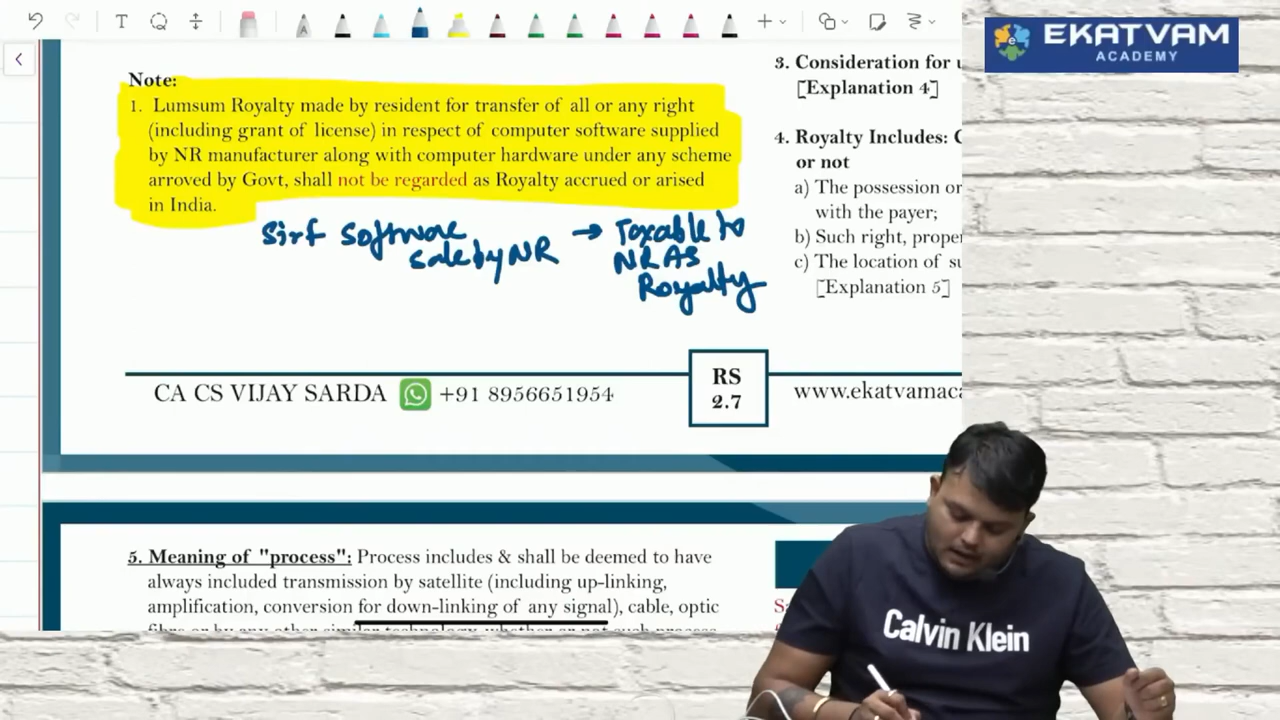 EKATVAM
ACADEMY
Note:
1. Lumsum Royalty made by resident for transfer of all or any right
(including grant of license) in respect of computer software supplied
by NR manufacturer along with computer hardware under any scheme
arroved by Govt, shall not be regarded as Royalty accrued or arised
in India.
Sirf Software
Sale by NR → Taxable to
NR AS
Royalty
3. Consideration for u
[Explanation 4]
4. Royalty Includes: C
or not
a) The possession or
with the payer;
b) Such right, proper
c) The location of su
[Explanation 5]
CA CS VIJAY SARDA +91 8956651954
RS
2.7
www.ekatvamaca
5. Meaning of "process": Process includes & shall be deemed to have
always included transmission by satellite (including up-linking,
amplification, conversion for down-linking of any signal), cable, optic
Calvin Klein